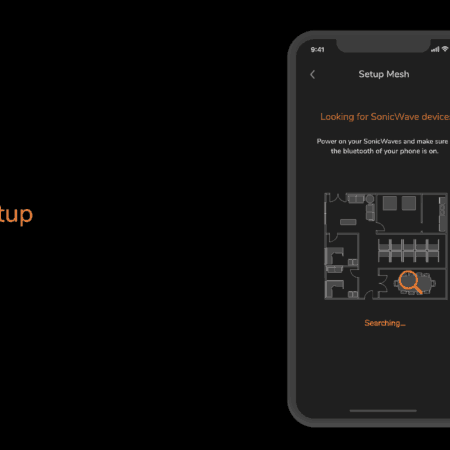 9:41
Setup Mesh
Looking for SonicWave devices
Power on your SonicWaves and make sure
the bluetooth of your phone is on.
tup
Searching...